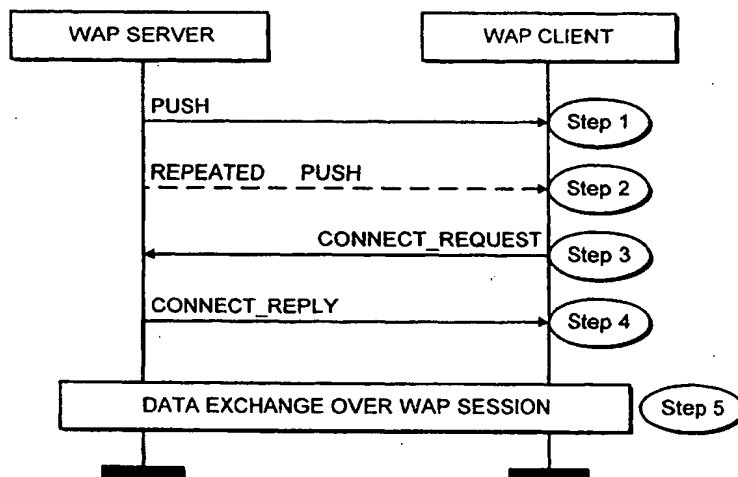 WAP SERVER
WAP CLIENT
PUSH
Step 1
REPEATED PUSH
Step 2
CONNECT_REQUEST
Step 3
CONNECT_REPLY
Step 4
DATA EXCHANGE OVER WAP SESSION
Step 5